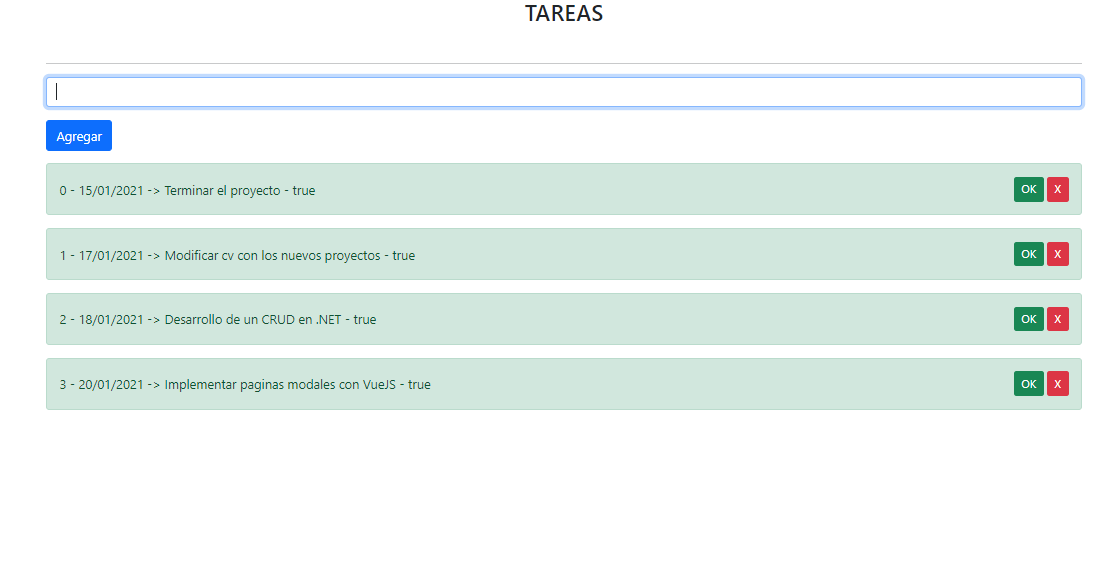 TAREAS
Agregar
0 - 15/01/2021 -> Terminar el proyecto - true OK X
1 - 17/01/2021 -> Modificar cv con los nuevos proyectos - true OK X
2 - 18/01/2021 -> Desarrollo de un CRUD en .NET - true OK X
3 - 20/01/2021 -> Implementar paginas modales con VueJS - true OK X